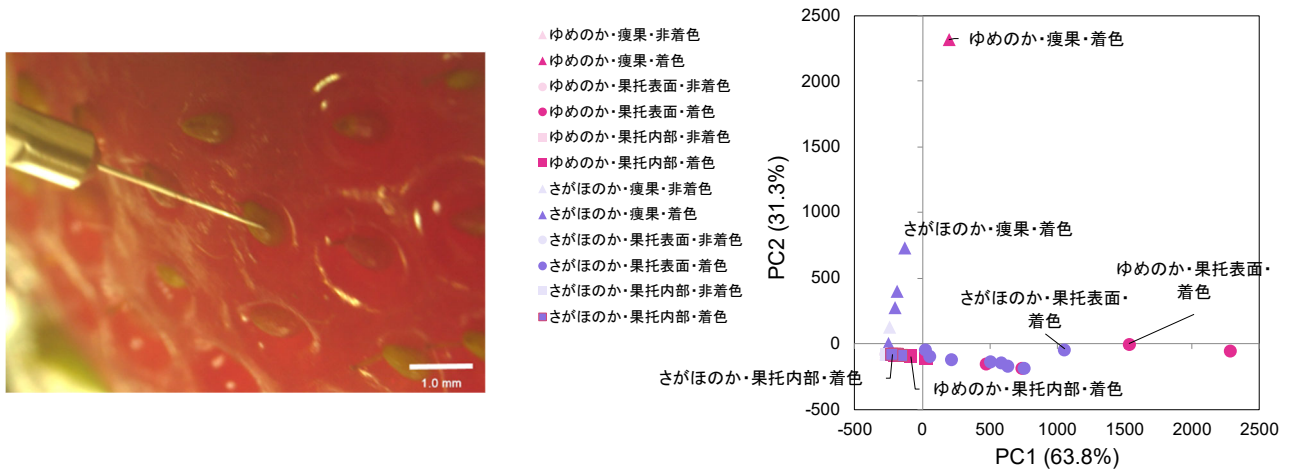 1.0 mm
ゆめのか・痩果・非着色
ゆめのか・痩果・着色
ゆめのか・果托表面・非着色
ゆめのか・果托表面・着色
ゆめのか・果托内部・非着色
ゆめのか・果托内部・着色
さがほのか・痩果・非着色
さがほのか・痩果・着色
さがほのか・果托表面・非着色
さがほのか・果托表面・着色
さがほのか・果托内部・非着色
さがほのか・果托内部・着色
PC2 (31.3%)
2500
2000
1500
1000
500
0
-500
ゆめのか・痩果・着色
さがほのか・痩果・着色
ゆめのか・果托表面・
着色
さがほのか・果托表面・
着色
さがほのか・果托内部・着色
ゆめのか・果托内部・着色
-500
0
500
1000
1500
2000
2500
PC1 (63.8%)